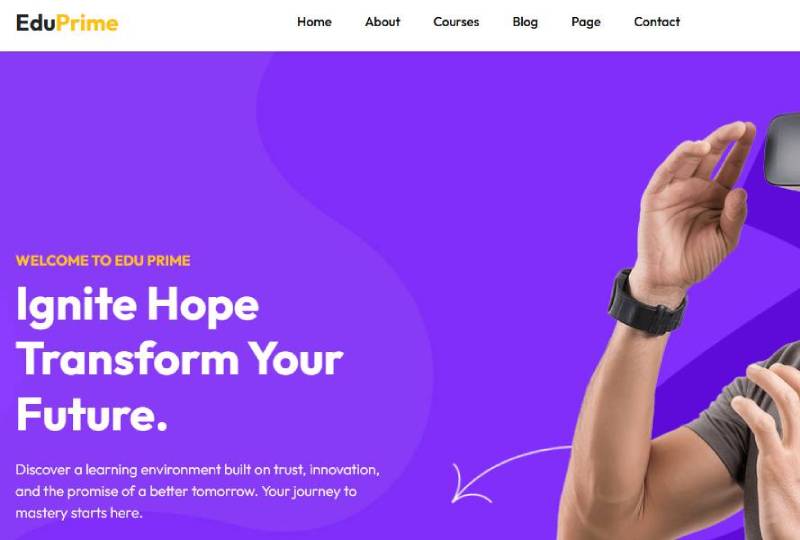 EduPrime
Home About Courses Blog Page Contact
WELCOME TO EDU PRIME
Ignite Hope
Transform Your
Future.
Discover a learning environment built on trust, innovation,
and the promise of a better tomorrow. Your journey to
mastery starts here.